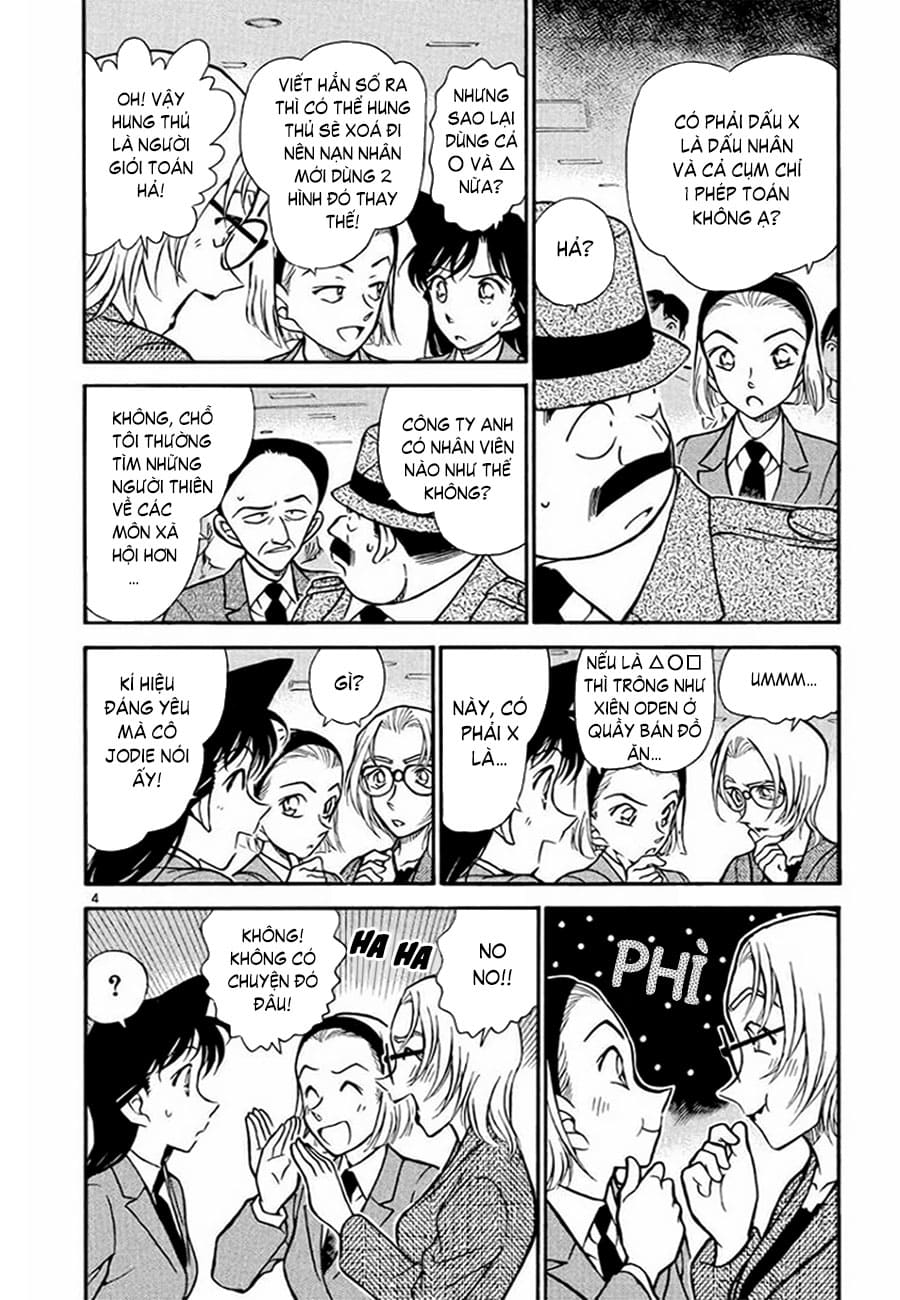 CÓ PHẢI DẤU X
LÀ DẤU NHÂN
VÀ CẢ CỤM CHỈ
1 PHÉP TOÁN
KHÔNG Ạ?
HẢ?
NHƯNG
SAO LẠI
DÙNG CẢ
O VÀ △
NỮA?
VIẾT HẲN SỐ RA
THÌ CÓ THỂ HUNG
THỦ SẼ XOÁ ĐI
NÊN NẠN NHÂN
MỚI DÙNG 2
HÌNH ĐÓ THAY
THẾ!
OH! VẬY
HUNG THỦ
LÀ NGƯỜI
GIỎI TOÁN
HẢ!
CÔNG TY ANH
CÓ NHÂN VIÊN
NÀO NHƯ THẾ
KHÔNG?
KHÔNG, CHỖ
TÔI THƯỜNG
TÌM NHỮNG
NGƯỜI THIÊN
VỀ CÁC
MÔN XÃ
HỘI HƠN
...
UMMM...
NẾU LÀ △O□
THÌ TRÔNG NHƯ
XIÊN ODEN Ở
QUẦY BÁN ĐỒ
ĂN...
NÀY, CÓ
PHẢI X
LÀ...
GÌ?
KÍ HIỆU
ĐÁNG YÊU
MÀ CÔ
JODIE NÓI
ẤY!
4
PHÌ
NO
NO!!
HA HA
KHÔNG!
KHÔNG CÓ
CHUYỆN ĐÓ
ĐÂU!
?